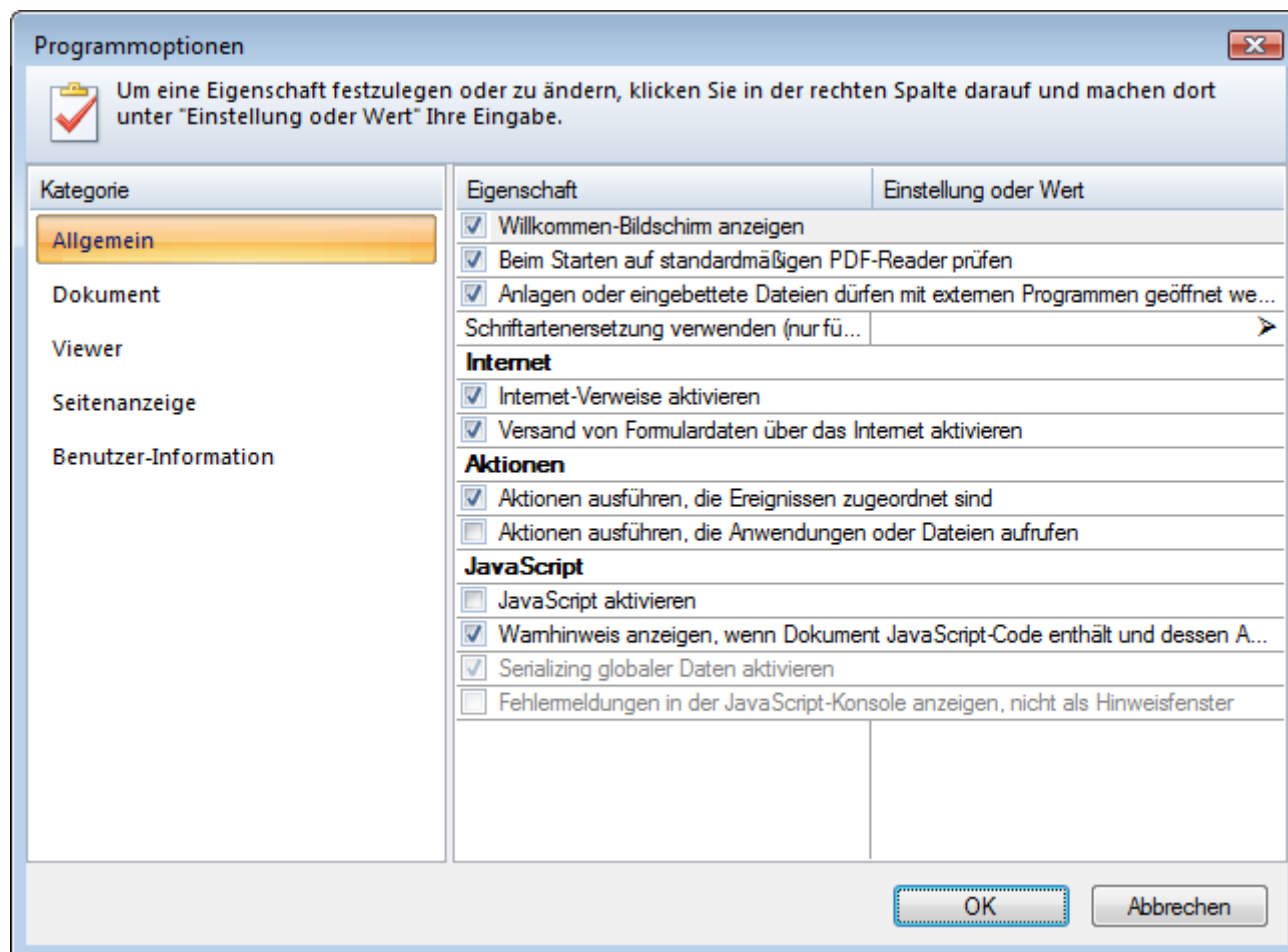 Programmoptionen
Um eine Eigenschaft festzulegen oder zu ändern, klicken Sie in der rechten Spalte darauf und machen dort
unter "Einstellung oder Wert" Ihre Eingabe.
Kategorie
Allgemein
Dokument
Viewer
Seitenanzeige
Benutzer-Information
Eigenschaft Einstellung oder Wert
Willkommen-Bildschirm anzeigen
Beim Starten auf standardmäßigen PDF-Reader prüfen
Anlagen oder eingebettete Dateien dürfen mit externen Programmen geöffnet we...
Schriftartenersetzung verwenden (nur fü...
Internet
Internet-Verweise aktivieren
Versand von Formulardaten über das Internet aktivieren
Aktionen
Aktionen ausführen, die Ereignissen zugeordnet sind
Aktionen ausführen, die Anwendungen oder Dateien aufrufen
JavaScript
JavaScript aktivieren
Warnhinweis anzeigen, wenn Dokument JavaScript-Code enthält und dessen A...
Serializing globaler Daten aktivieren
Fehlermeldungen in der JavaScript-Konsole anzeigen, nicht als Hinweisfenster
OK Abbrechen